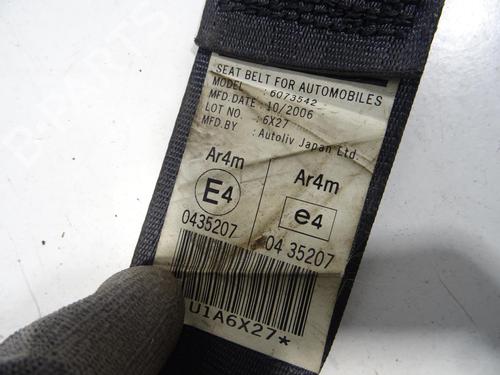 SEAT BELT FOR AUTOMOBILES
MODEL : 6073542
MFD.DATE : 10/2006
LOT NO. : 6X27
MFD.BY : Autoliv Japan Ltd.
Ar4m Ar4m
E4 e4
0435207 04 35207
U1A6X27*